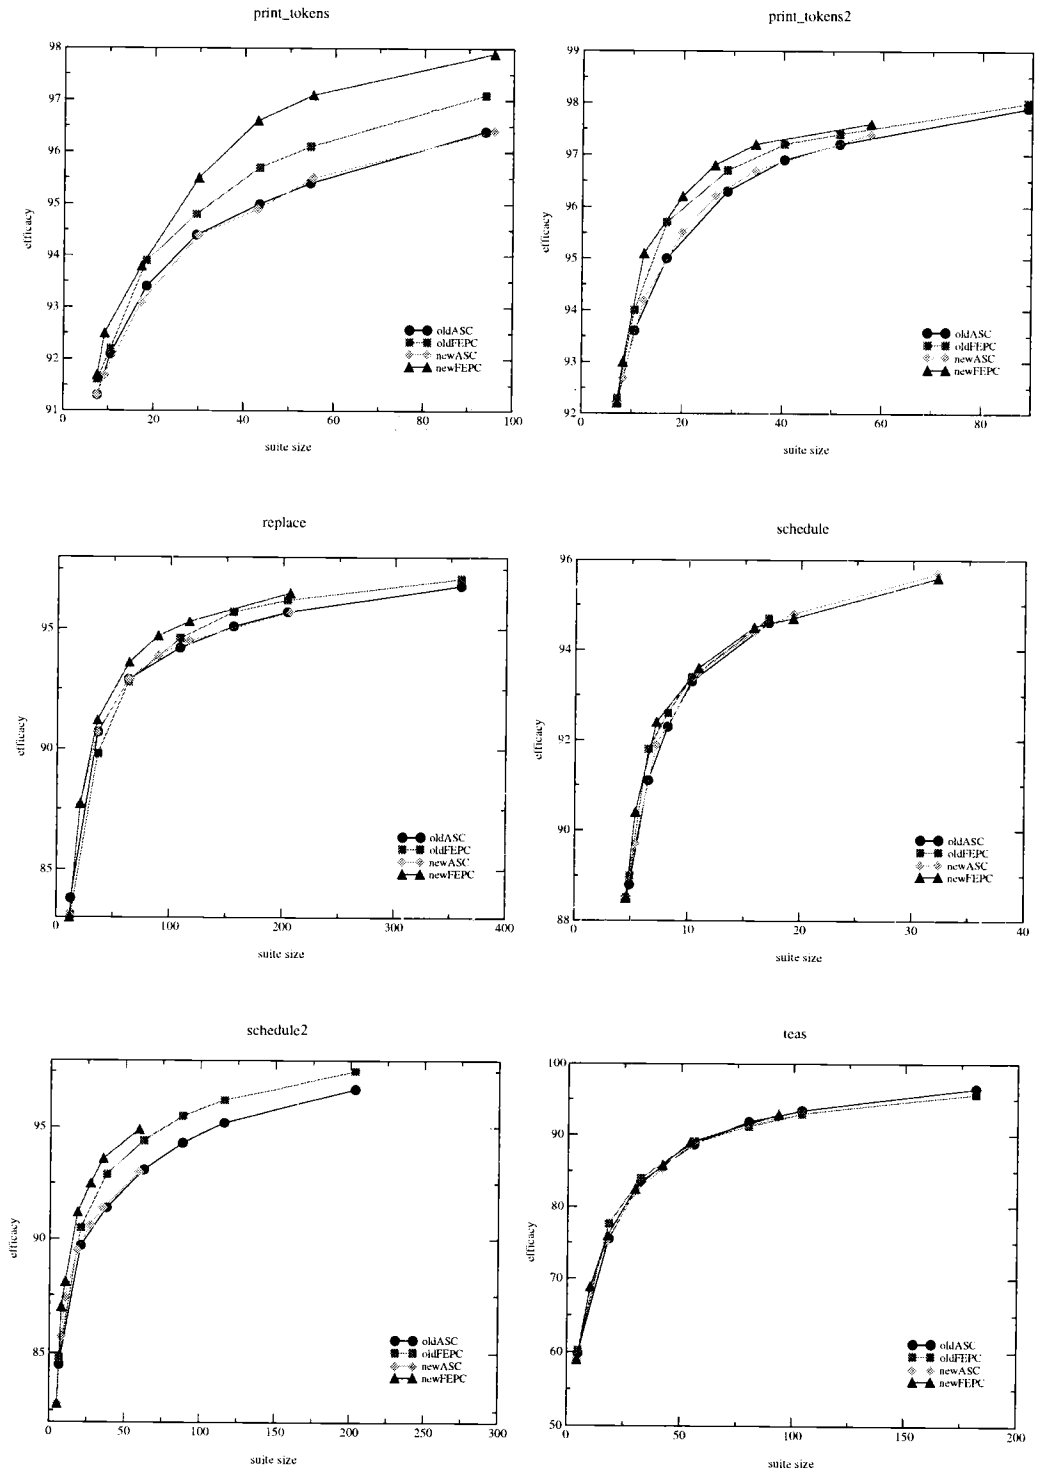 print_tokens
98
97
96
95
94
93
92
91
efficacy
0 20 40 60 80 100
suite size
oldASC
oldFEPC
newASC
newFEPC
print_tokens2
99
98
97
96
95
94
93
92
efficacy
0 20 40 60 80
suite size
oldASC
oldFEPC
newASC
newFEPC
replace
95
90
85
efficacy
0 100 200 300 400
suite size
oldASC
oldFEPC
newASC
newFEPC
schedule
96
94
92
90
88
efficacy
0 10 20 30 40
suite size
oldASC
oldFEPC
newASC
newFEPC
schedule2
95
90
85
efficacy
0 50 100 150 200 250 300
suite size
oldASC
oldFEPC
newASC
newFEPC
tcas
100
90
80
70
60
50
efficacy
0 50 100 150 200
suite size
oldASC
oldFEPC
newASC
newFEPC